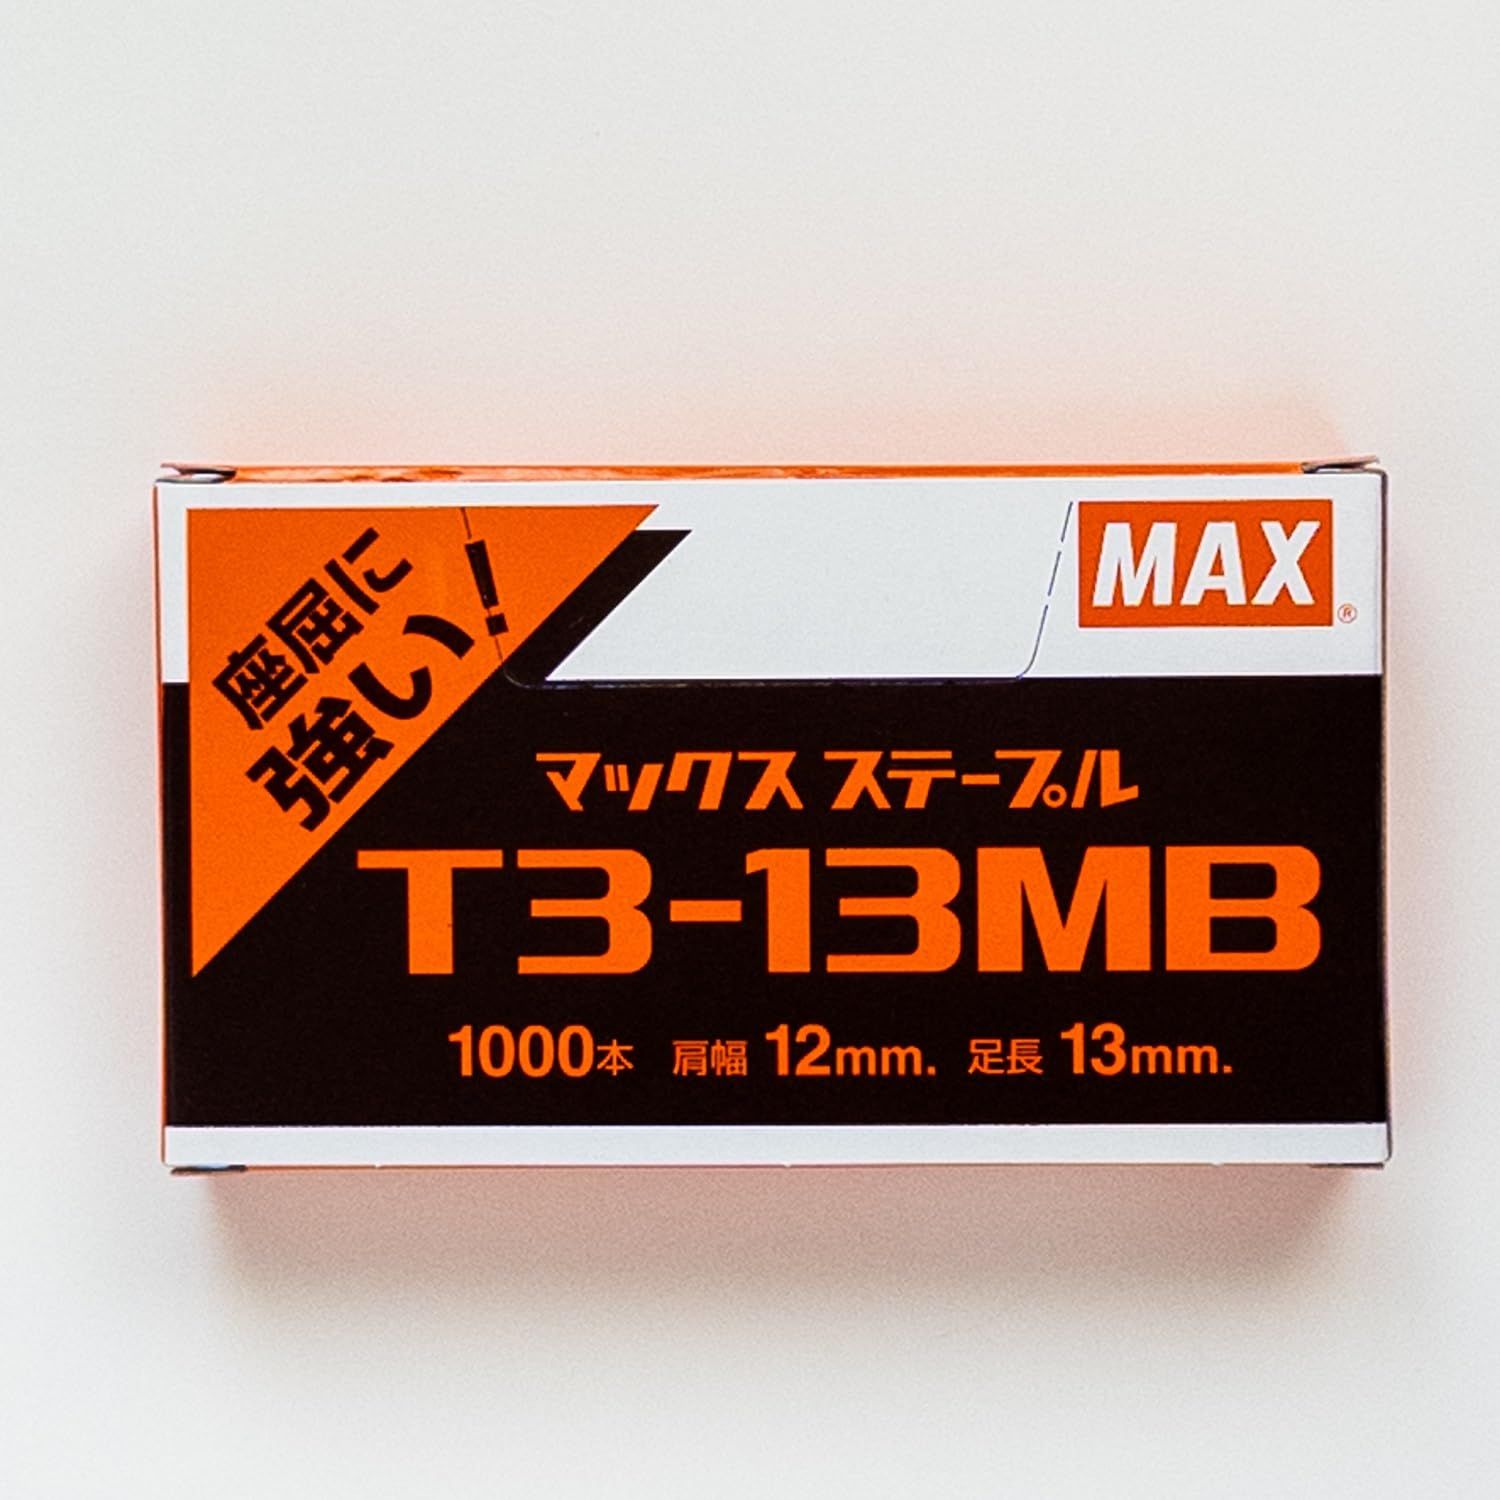 座屈に
強い!
MAX®
マックス ステープル
T3-13MB
1000本 肩幅 12mm. 足長 13mm.